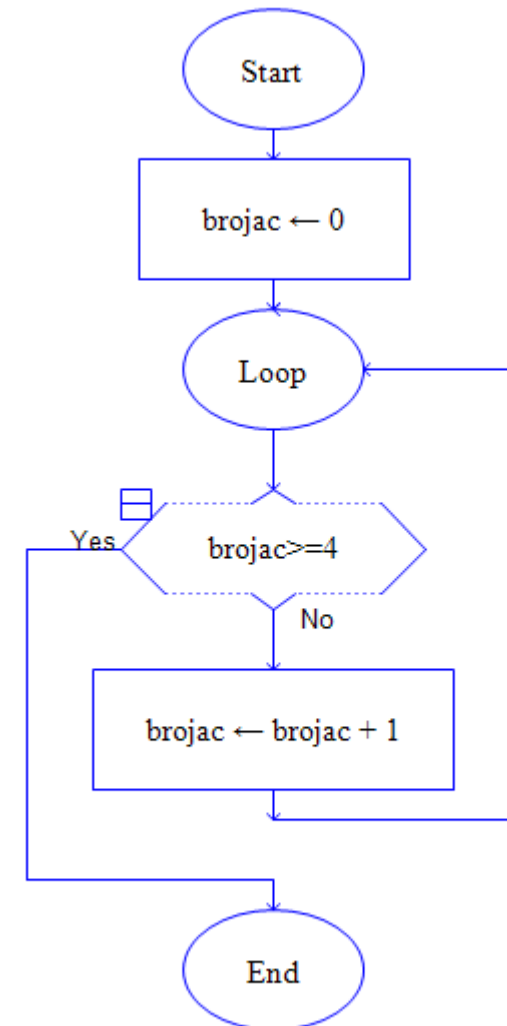 Start
brojac ← 0
Loop
brojac>=4
Yes
No
brojac ← brojac + 1
End